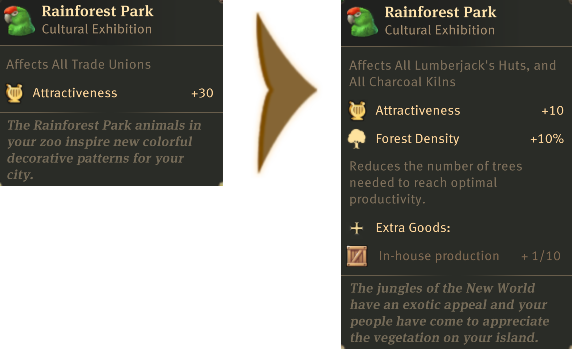 Rainforest Park
Cultural Exhibition
Affects All Trade Unions
Attractiveness +30
The Rainforest Park animals in
your zoo inspire new colorful
decorative patterns for your
city.
Rainforest Park
Cultural Exhibition
Affects All Lumberjack's Huts, and
All Charcoal Kilns
Attractiveness +10
Forest Density +10%
Reduces the number of trees
needed to reach optimal
productivity.
Extra Goods:
In-house production + 1/10
The jungles of the New World
have an exotic appeal and your
people have come to appreciate
the vegetation on your island.